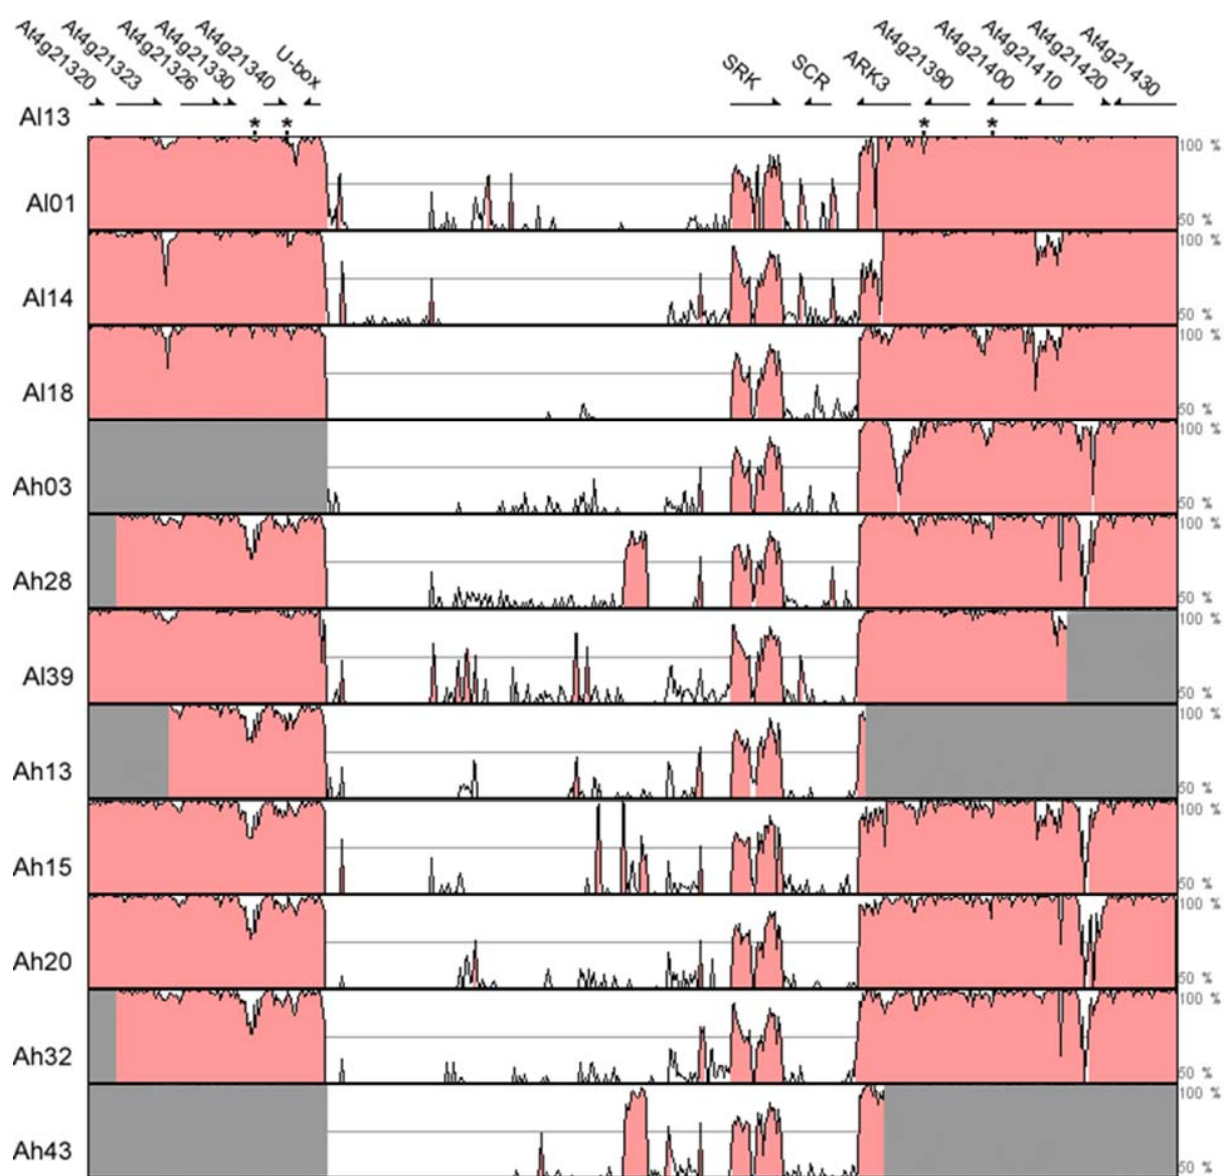 At4g21320
At4g21323
At4g21326
At4g21330
At4g21340
U-box
SRK
SCR
ARK3
At4g21390
At4g21400
At4g21410
At4g21420
At4g21430
Al13
* * * *
100 %
Al01
50 %
100 %
Al14
50 %
100 %
Al18
50 %
100 %
Ah03
50 %
100 %
Ah28
50 %
100 %
Al39
50 %
100 %
Ah13
50 %
100 %
Ah15
50 %
100 %
Ah20
50 %
100 %
Ah32
50 %
100 %
Ah43
50 %